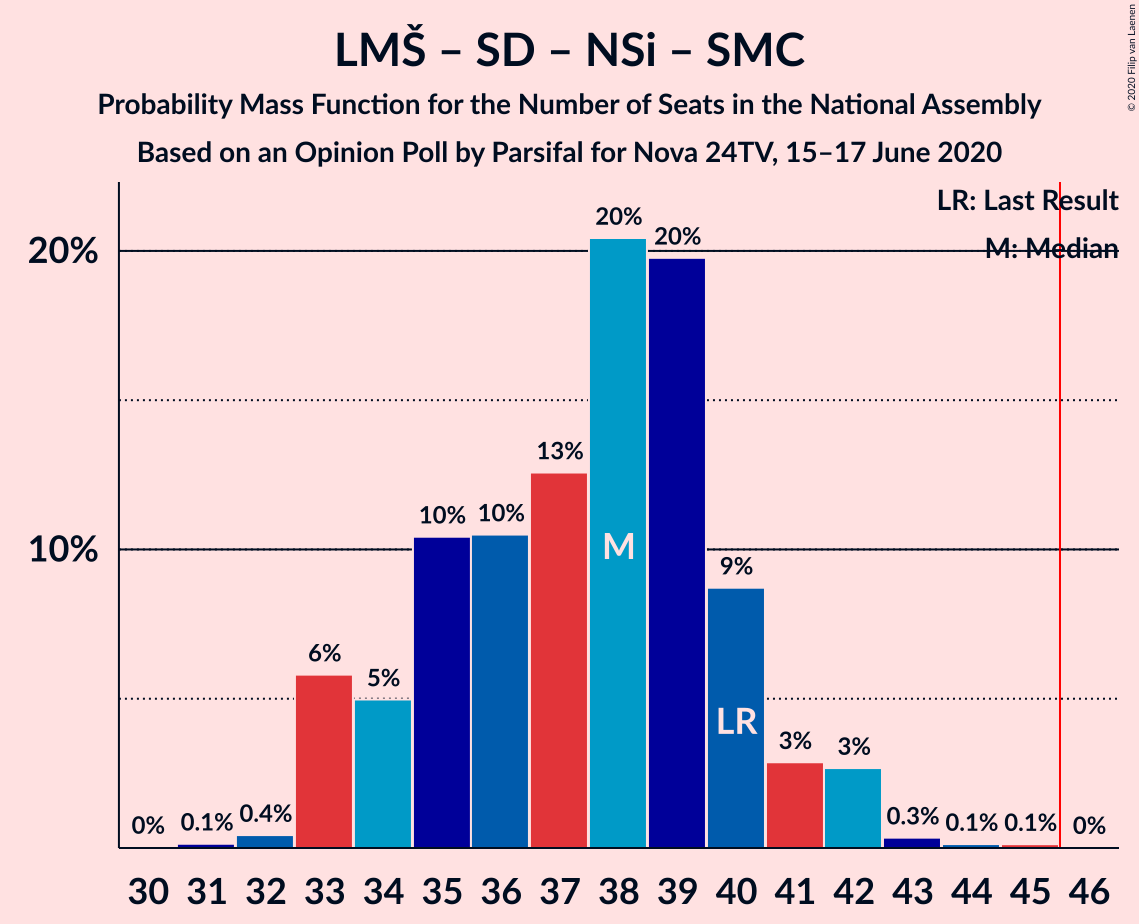 LMŠ – SD – NSi – SMC
Probability Mass Function for the Number of Seats in the National Assembly
Based on an Opinion Poll by Parsifal for Nova 24TV, 15–17 June 2020
© 2020 Filip van Laenen
LR: Last Result
M: Median
20%
10%
0%
0.1%
0.4%
6%
5%
10%
10%
13%
20%
20%
9%
3%
3%
0.3%
0.1%
0.1%
0%
M
LR
30 31 32 33 34 35 36 37 38 39 40 41 42 43 44 45 46